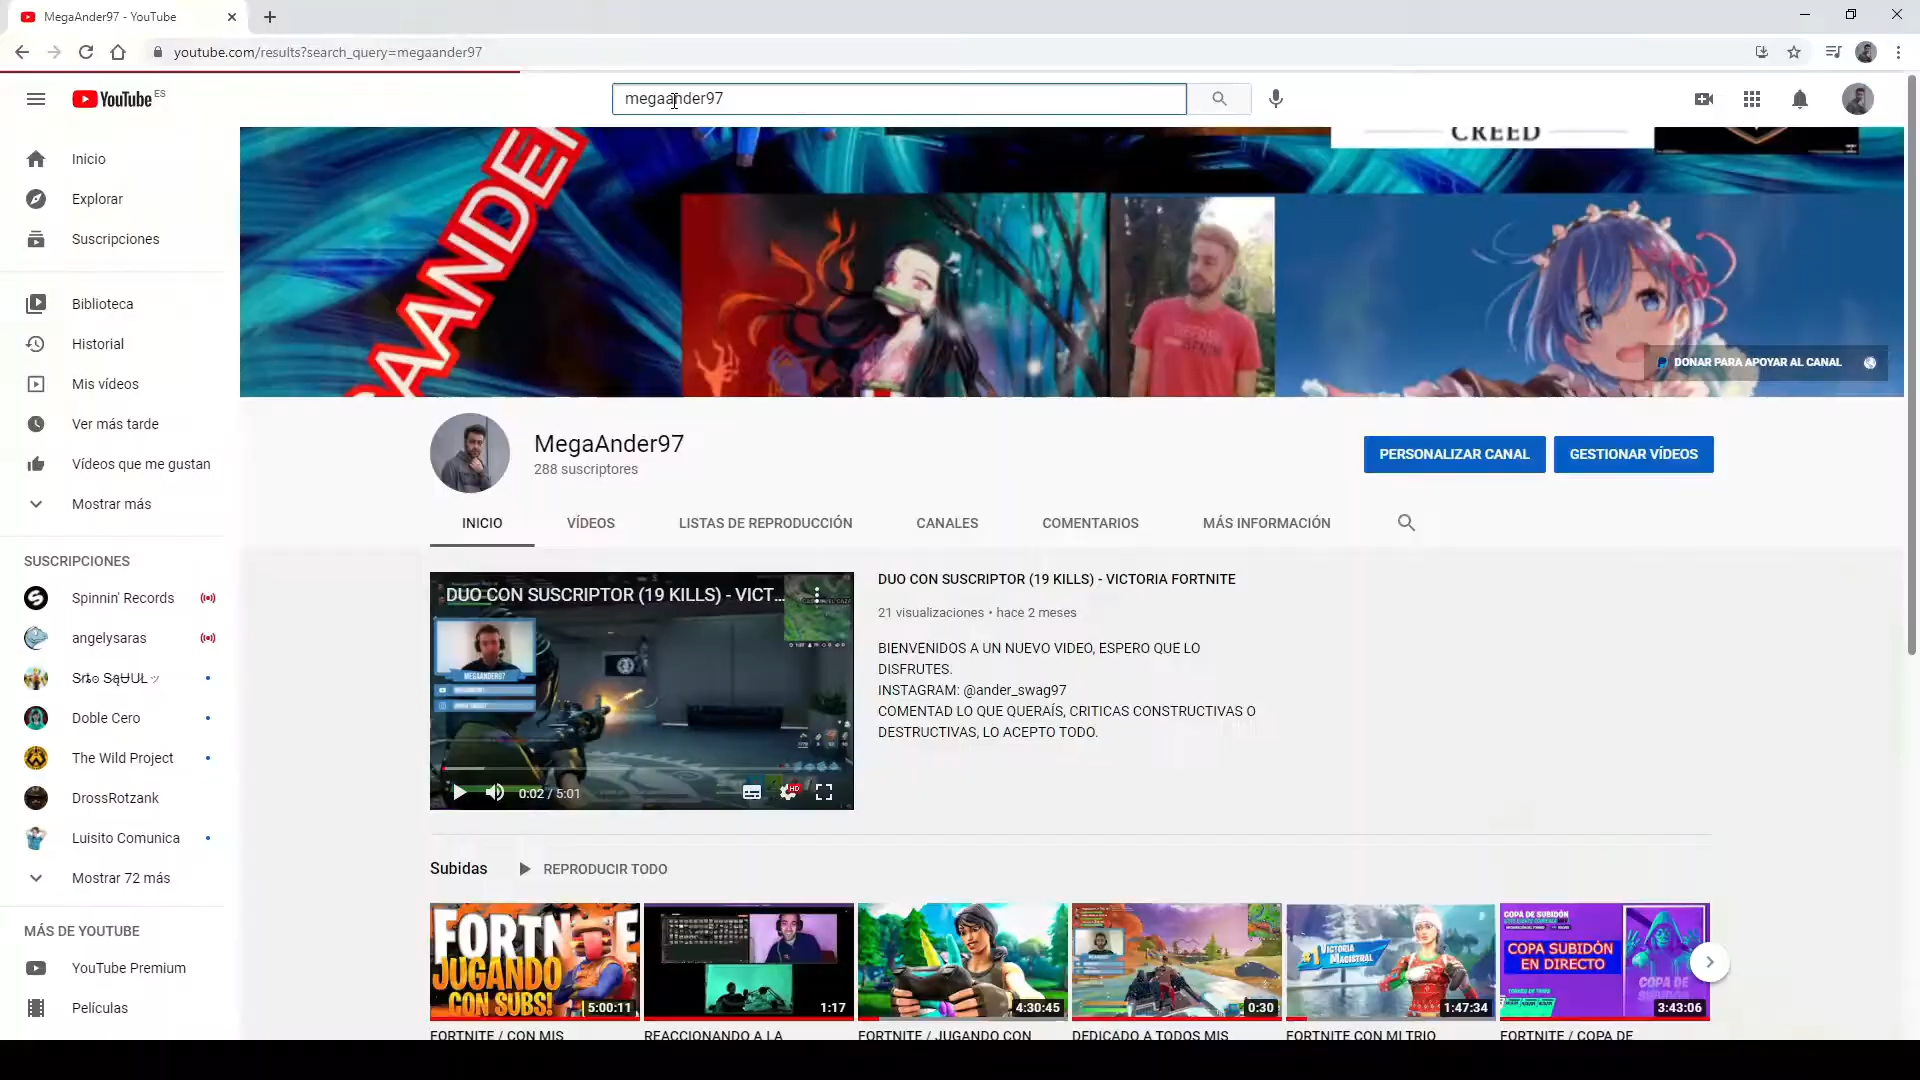 MegaAnder97 - YouTube
youtube.com/results?search_query=megaander97
YouTube ES
megaander97
Inicio
Explorar
Suscripciones
Biblioteca
Historial
Mis vídeos
Ver más tarde
Vídeos que me gustan
Mostrar más
SUSCRIPCIONES
Spinnin' Records
angelysaras
Doble Cero
The Wild Project
DrossRotzank
Luisito Comunica
Mostrar 72 más
MÁS DE YOUTUBE
YouTube Premium
Películas
CREED
DONAR PARA APOYAR AL CANAL
MegaAnder97
288 suscriptores
PERSONALIZAR CANAL
GESTIONAR VÍDEOS
INICIO
VÍDEOS
LISTAS DE REPRODUCCIÓN
CANALES
COMENTARIOS
MÁS INFORMACIÓN
DUO CON SUSCRIPTOR (19 KILLS) - VICT...
MEGAANDER97
HD
0:02 / 5:01
DUO CON SUSCRIPTOR (19 KILLS) - VICTORIA FORTNITE
21 visualizaciones • hace 2 meses
BIENVENIDOS A UN NUEVO VIDEO, ESPERO QUE LO
DISFRUTES.
INSTAGRAM: @ander_swag97
COMENTAD LO QUE QUERAÍS, CRITICAS CONSTRUCTIVAS O
DESTRUCTIVAS, LO ACEPTO TODO.
Subidas
REPRODUCIR TODO
FORTNITE
JUGANDO
CON SUBS!
5:00:11
1:17
4:30:45
0:30
#1 VICTORIA
MAGISTRAL
1:47:34
COPA DE SUBIDÓN
COPA SUBIDÓN
EN DIRECTO
COPA DE
SUBIDÓN
3:43:06
FORTNITE / CON MIS
REACCIONANDO A LA
FORTNITE / JUGANDO CON
DEDICADO A TODOS MIS
FORTNITE CON MI TRIO
FORTNITE / COPA DE